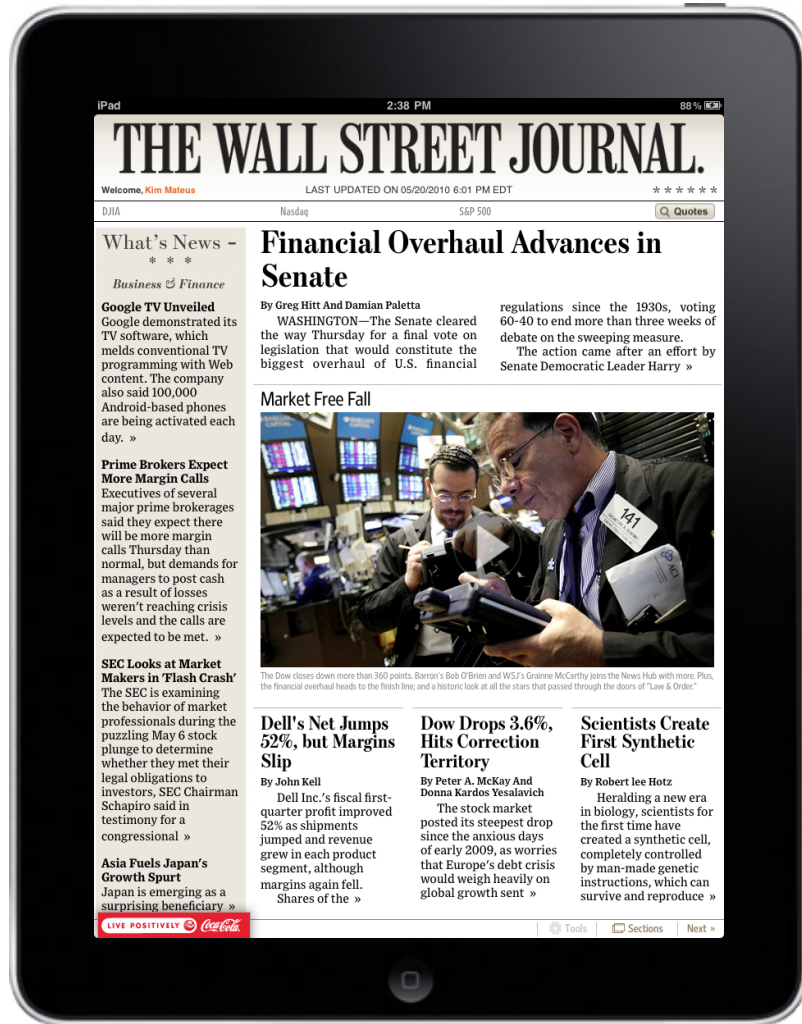 iPad
2:38 PM
88%
THE WALL STREET JOURNAL.
Welcome, Kim Mateus
LAST UPDATED ON 05/20/2010 6:01 PM EDT
* * * * * *
DJIA
Nasdaq
S&P 500
Quotes
What's News –
* * *
Business & Finance
Google TV Unveiled
Google demonstrated its
TV software, which
melds conventional TV
programming with Web
content. The company
also said 100,000
Android-based phones
are being activated each
day. »
Prime Brokers Expect
More Margin Calls
Executives of several
major prime brokerages
said they expect there
will be more margin
calls Thursday than
normal, but demands for
managers to post cash
as a result of losses
weren't reaching crisis
levels and the calls are
expected to be met. »
SEC Looks at Market
Makers in 'Flash Crash'
The SEC is examining
the behavior of market
professionals during the
puzzling May 6 stock
plunge to determine
whether they met their
legal obligations to
investors, SEC Chairman
Schapiro said in
testimony for a
congressional »
Asia Fuels Japan's
Growth Spurt
Japan is emerging as a
surprising beneficiary »
Financial Overhaul Advances in
Senate
By Greg Hitt And Damian Paletta
WASHINGTON—The Senate cleared
the way Thursday for a final vote on
legislation that would constitute the
biggest overhaul of U.S. financial
regulations since the 1930s, voting
60-40 to end more than three weeks of
debate on the sweeping measure.
The action came after an effort by
Senate Democratic Leader Harry »
Market Free Fall
BARCLAYS
CAPITAL
141
ACI
The Dow closes down more than 360 points. Barron's Bob O'Brien and WSJ's Grainne McCarthy joins the News Hub with more. Plus,
the financial overhaul heads to the finish line; and a historic look at all the stars that passed through the doors of "Law & Order."
Dell's Net Jumps
52%, but Margins
Slip
By John Kell
Dell Inc.'s fiscal first-
quarter profit improved
52% as shipments
jumped and revenue
grew in each product
segment, although
margins again fell.
Shares of the »
Dow Drops 3.6%,
Hits Correction
Territory
By Peter A. McKay And
Donna Kardos Yesalavich
The stock market
posted its steepest drop
since the anxious days
of early 2009, as worries
that Europe's debt crisis
would weigh heavily on
global growth sent »
Scientists Create
First Synthetic
Cell
By Robert lee Hotz
Heralding a new era
in biology, scientists for
the first time have
created a synthetic cell,
completely controlled
by man-made genetic
instructions, which can
survive and reproduce »
LIVE POSITIVELY Coca-Cola
Tools
Sections
Next »